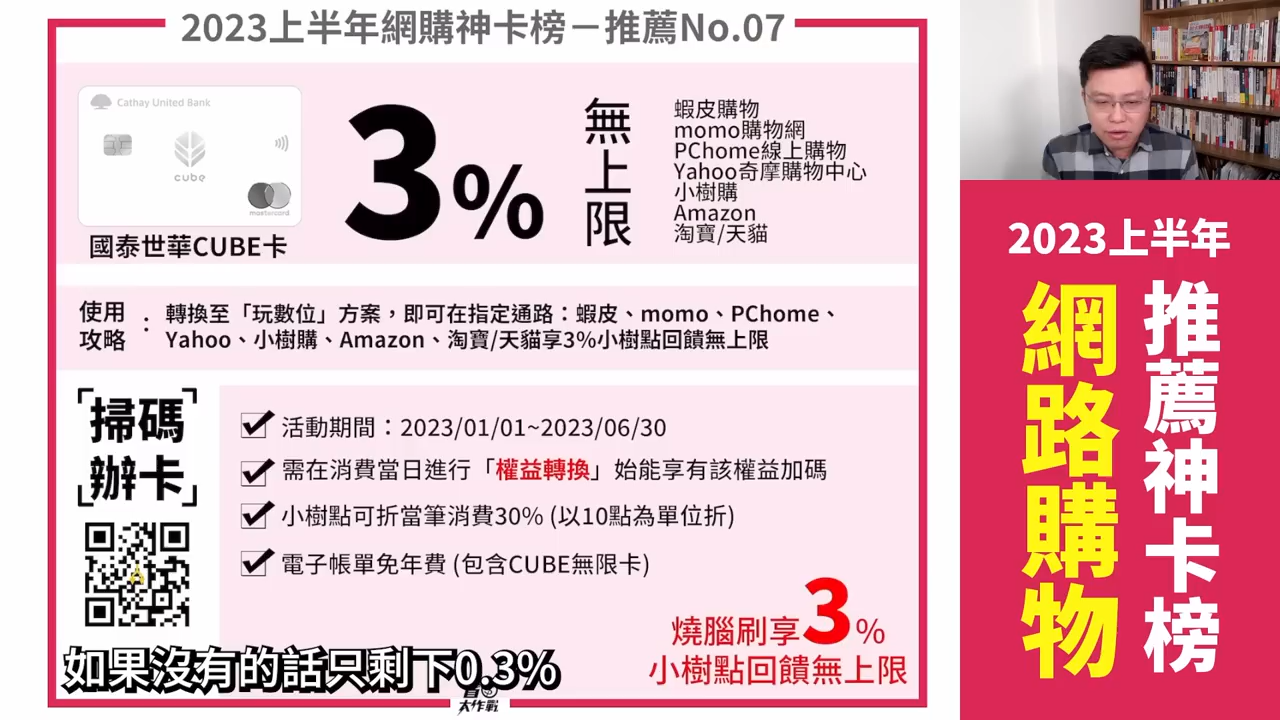 2023上半年網購神卡榜－推薦No.07
Cathay United Bank
cube
mastercard
國泰世華CUBE卡
3%
無上限
蝦皮購物
momo購物網
PChome線上購物
Yahoo奇摩購物中心
小樹購
Amazon
淘寶/天貓
使用攻略：
轉換至「玩數位」方案，即可在指定通路：蝦皮、momo、PChome、
Yahoo、小樹購、Amazon、淘寶/天貓享3%小樹點回饋無上限
掃碼
辦卡
活動期間：2023/01/01~2023/06/30
需在消費當日進行「權益轉換」始能享有該權益加碼
小樹點可折當筆消費30% (以10點為單位折)
電子帳單免年費 (包含CUBE無限卡)
燒腦刷享3%
小樹點回饋無上限
如果沒有的話只剩下0.3%
大作戰
2023上半年
推薦神卡榜
網路購物